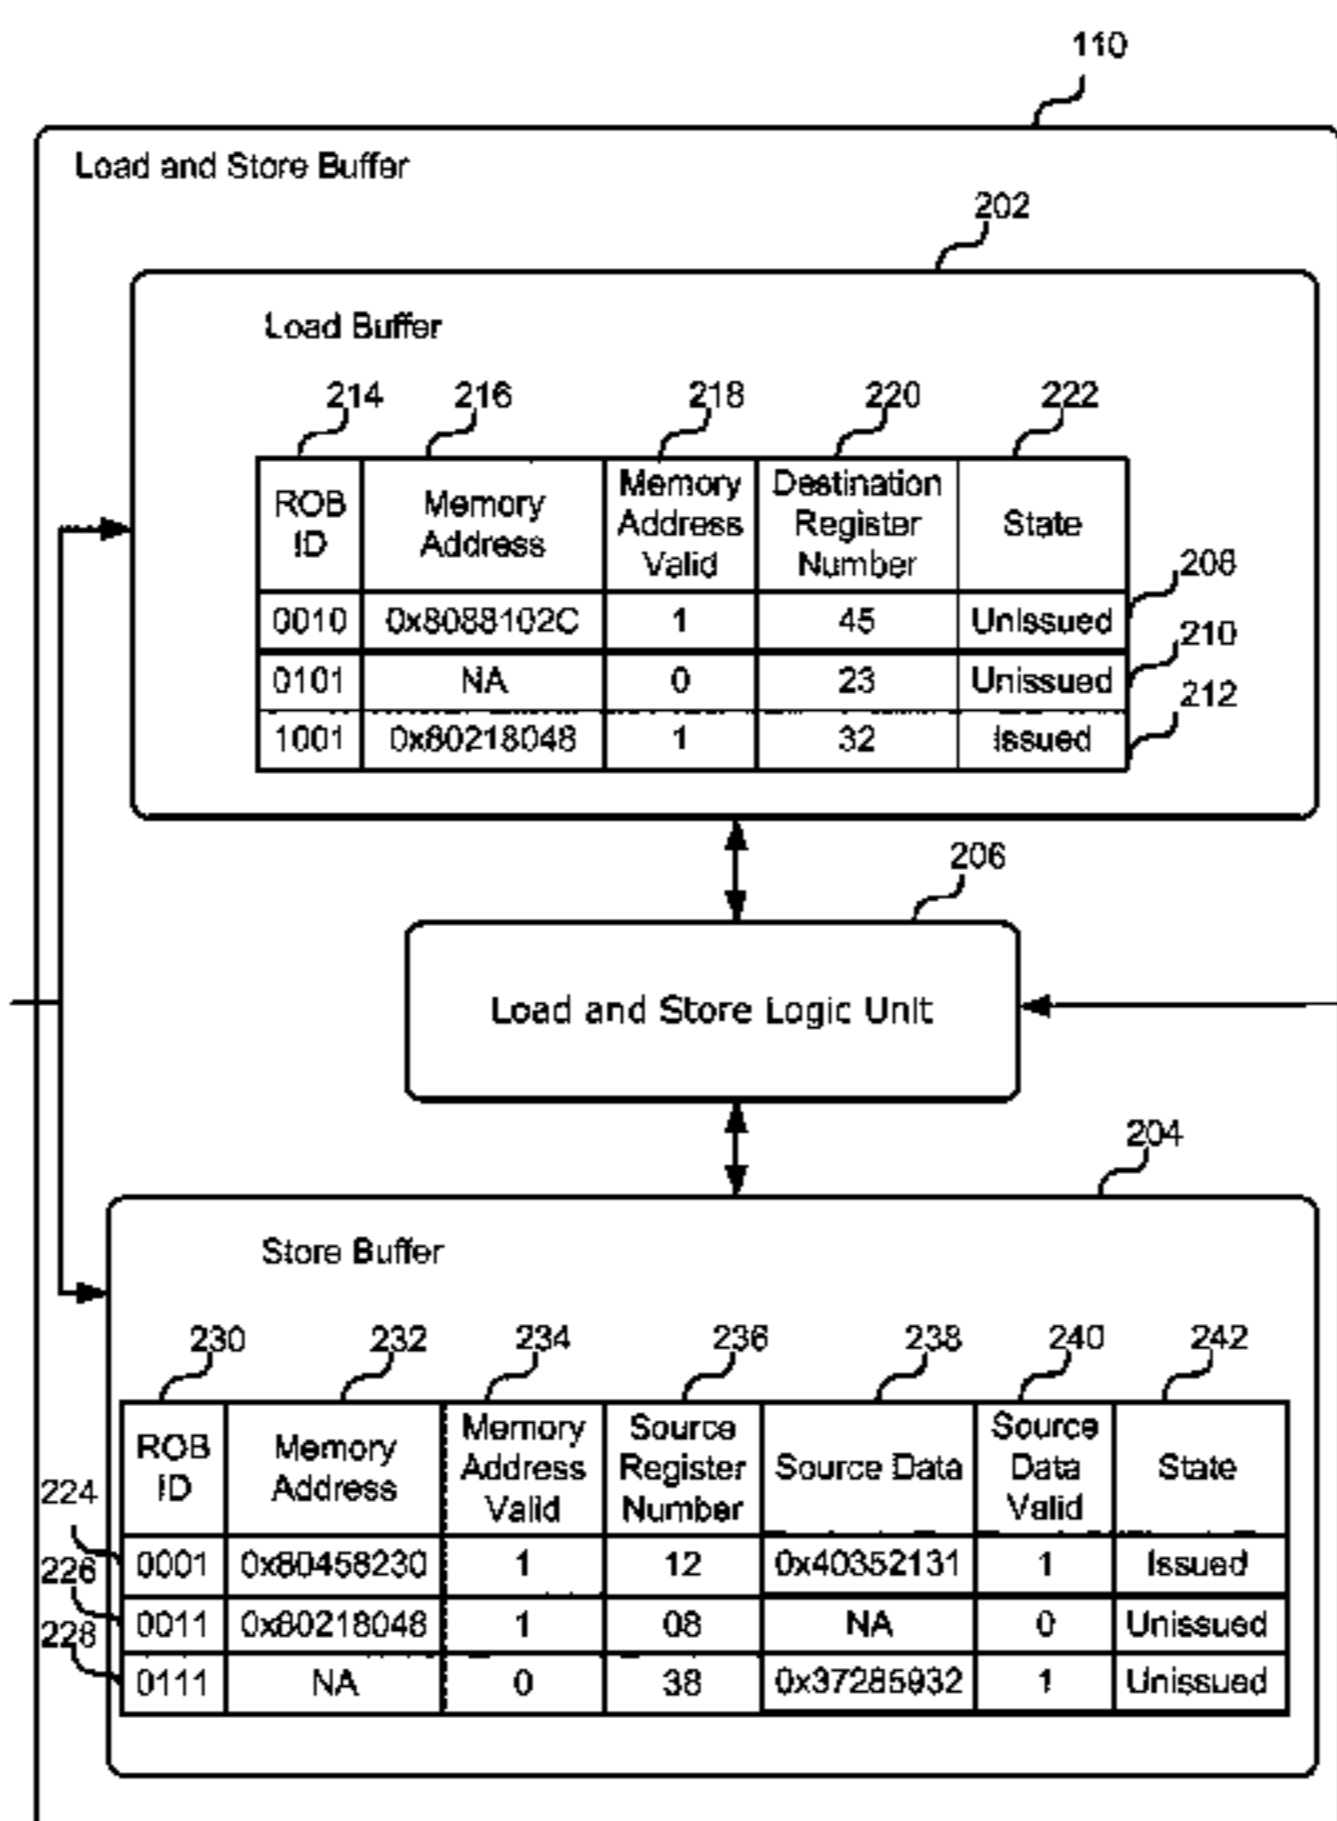 110
Load and Store Buffer
202
Load Buffer
214 216 218 220 222
ROB ID Memory Address Memory Address Valid Destination Register Number State
208
0010 0x8088102C 1 45 Unissued
210
0101 NA 0 23 Unissued
212
1001 0x80218048 1 32 Issued
206
Load and Store Logic Unit
204
Store Buffer
230 232 234 236 238 240 242
ROB ID Memory Address Memory Address Valid Source Register Number Source Data Source Data Valid State
224
0001 0x80458230 1 12 0x40352131 1 Issued
226
0011 0x80218048 1 08 NA 0 Unissued
228
0111 NA 0 38 0x37285932 1 Unissued